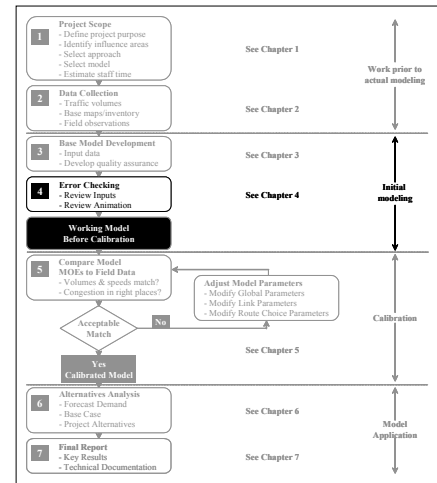 1
Project Scope
- Define project purpose
- Identify influence areas
- Select approach
- Select model
- Estimate staff time
See Chapter 1
Work prior to
actual modeling
2
Data Collection
- Traffic volumes
- Base maps/inventory
- Field observations
See Chapter 2
3
Base Model Development
- Input data
- Develop quality assurance
See Chapter 3
4
Error Checking
- Review Inputs
- Review Animation
See Chapter 4
Initial
modeling
Working Model
Before Calibration
5
Compare Model
MOEs to Field Data
- Volumes & speeds match?
- Congestion in right places?
Adjust Model Parameters
- Modify Global Parameters
- Modify Link Parameters
- Modify Route Choice Parameters
Calibration
Acceptable
Match
No
See Chapter 5
Yes
Calibrated Model
6
Alternatives Analysis
- Forecast Demand
- Base Case
- Project Alternatives
See Chapter 6
Model
Application
7
Final Report
- Key Results
- Technical Documentation
See Chapter 7